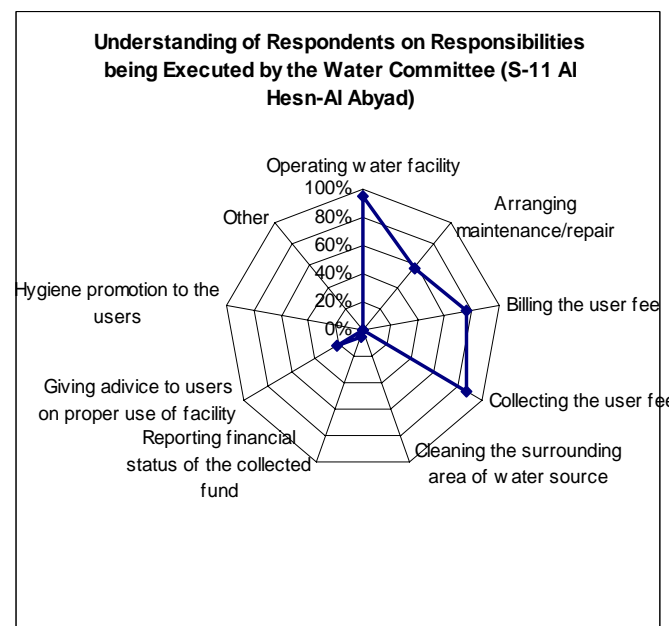 Understanding of Respondents on Responsibilities
being Executed by the Water Committee (S-11 Al
Hesn-Al Abyad)
Operating water facility
100%
80%
60%
40%
20%
0%
Arranging
maintenance/repair
Billing the user fee
Collecting the user fee
Cleaning the surrounding
area of water source
Reporting financial
status of the collected
fund
Giving adivice to users
on proper use of facility
Hygiene promotion to the
users
Other